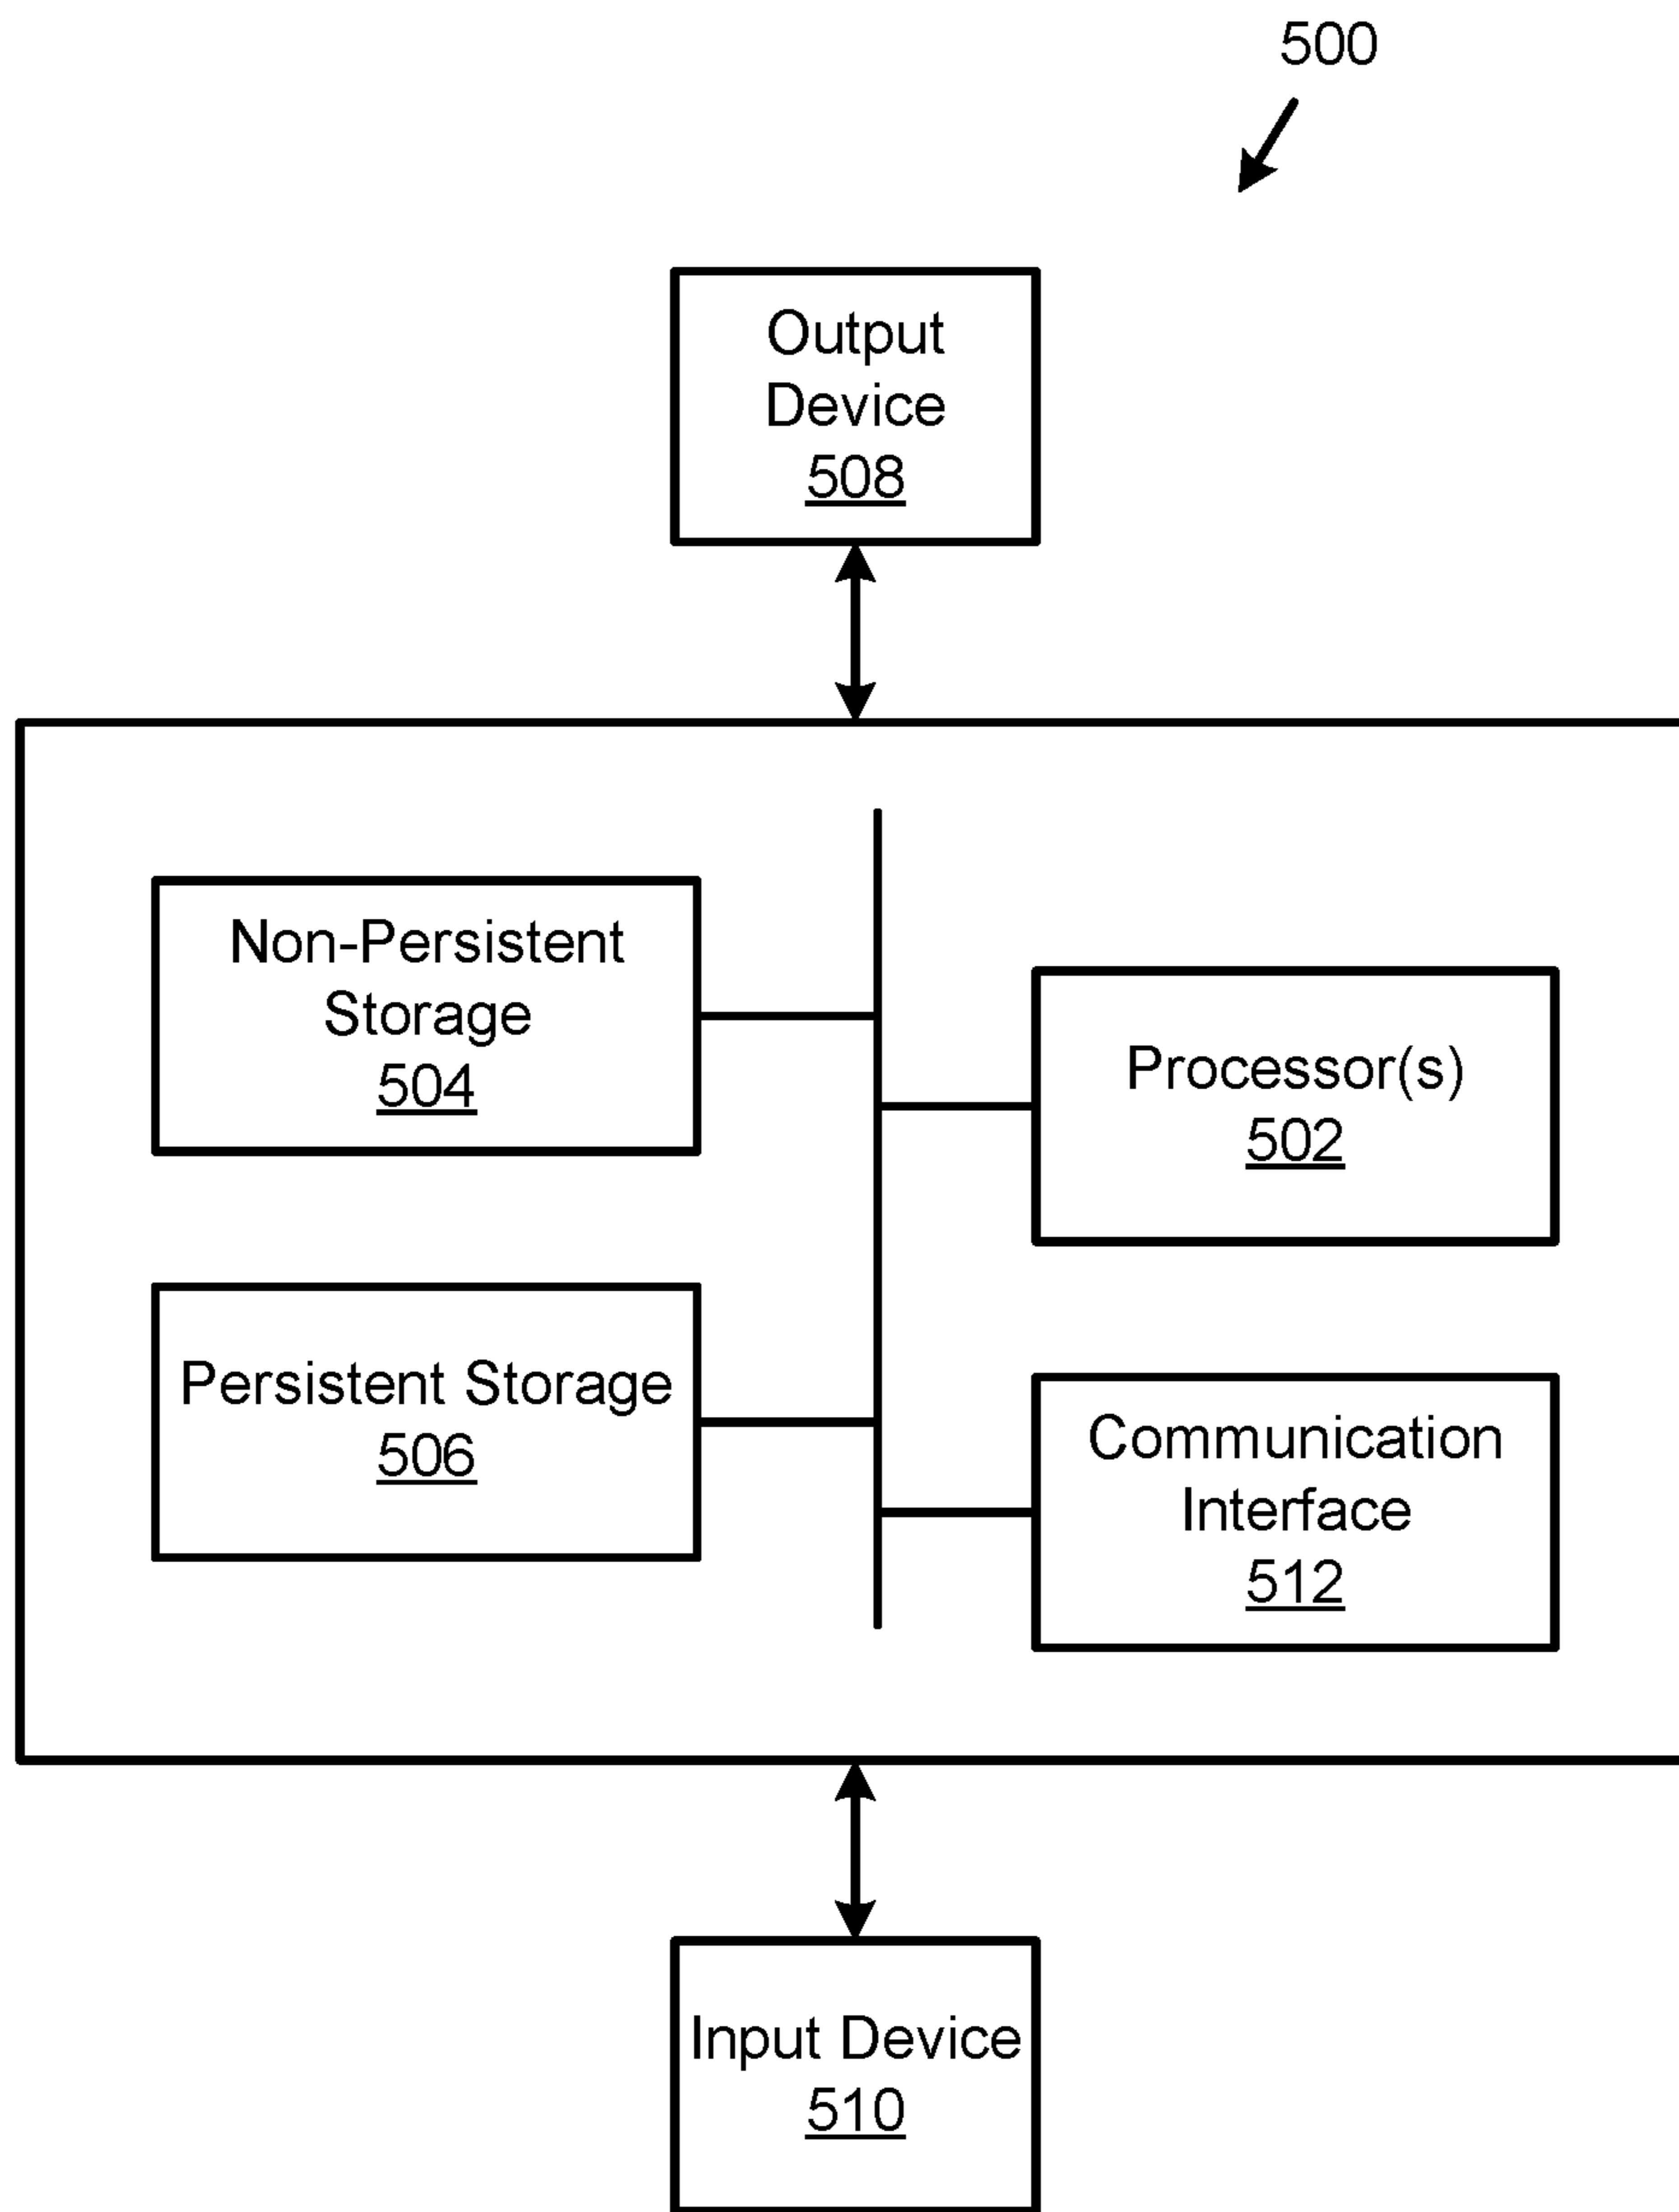 500
Output
Device
508
Non-Persistent
Storage
504
Processor(s)
502
Persistent Storage
506
Communication
Interface
512
Input Device
510